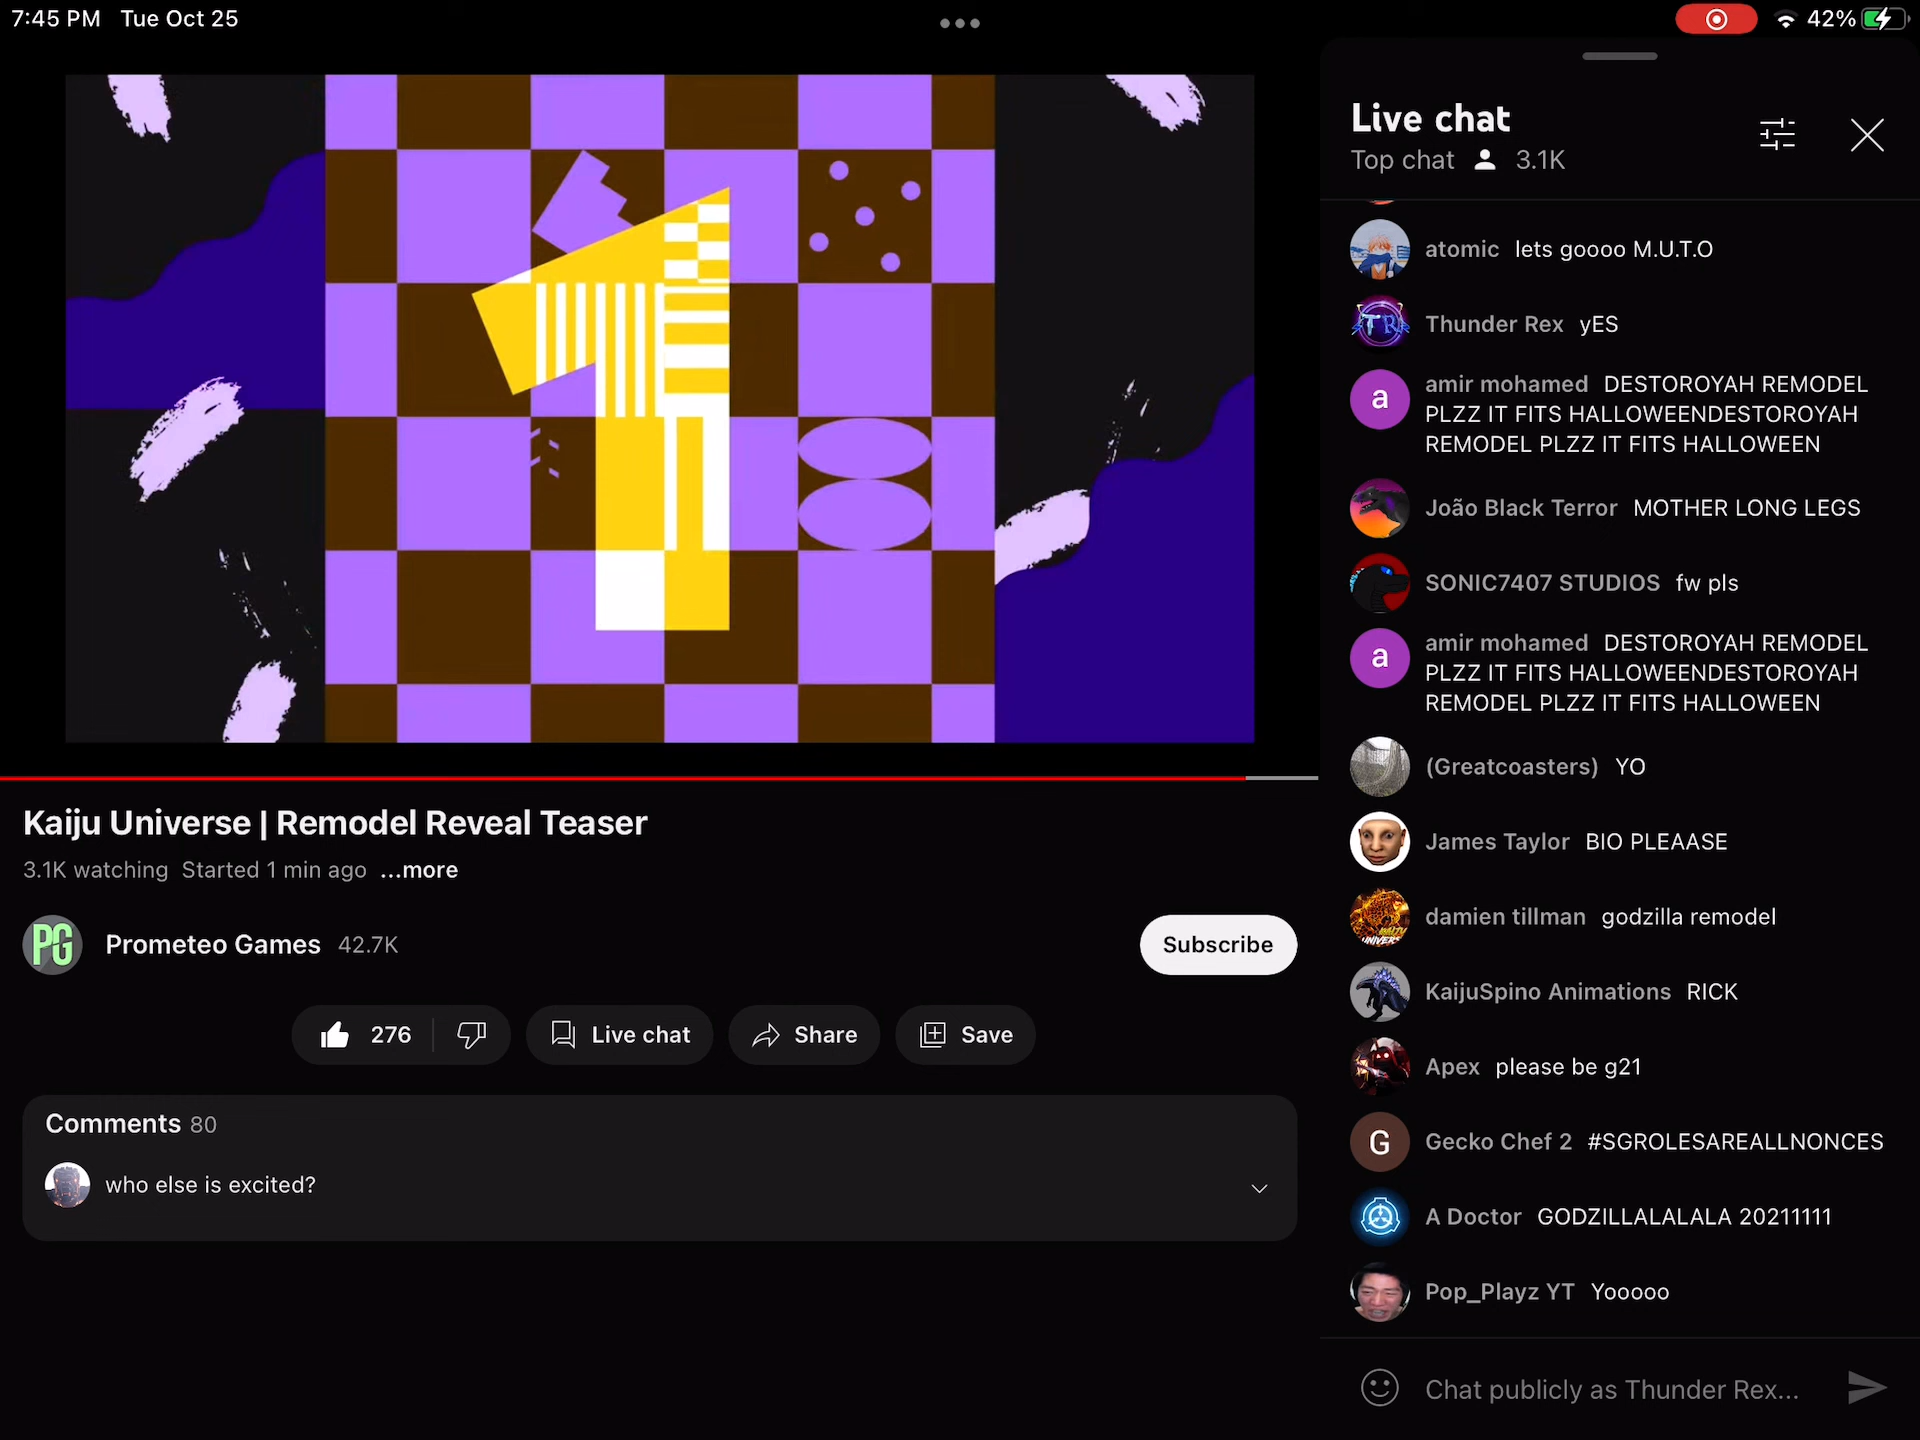 7:45 PM Tue Oct 25
42%
1
Kaiju Universe | Remodel Reveal Teaser
3.1K watching Started 1 min ago ...more
PG Prometeo Games 42.7K
Subscribe
276
Live chat
Share
Save
Comments 80
who else is excited?
Live chat
Top chat 3.1K
atomic lets goooo M.U.T.O
TR Thunder Rex yES
a amir mohamed DESTOROYAH REMODEL
PLZZ IT FITS HALLOWEENDESTOROYAH
REMODEL PLZZ IT FITS HALLOWEEN
João Black Terror MOTHER LONG LEGS
SONIC7407 STUDIOS fw pls
a amir mohamed DESTOROYAH REMODEL
PLZZ IT FITS HALLOWEENDESTOROYAH
REMODEL PLZZ IT FITS HALLOWEEN
(Greatcoasters) YO
James Taylor BIO PLEAASE
damien tillman godzilla remodel
KaijuSpino Animations RICK
Apex please be g21
G Gecko Chef 2 #SGROLESAREALLNONCES
A Doctor GODZILLALALALA 20211111
Pop_Playz YT Yooooo
Chat publicly as Thunder Rex...